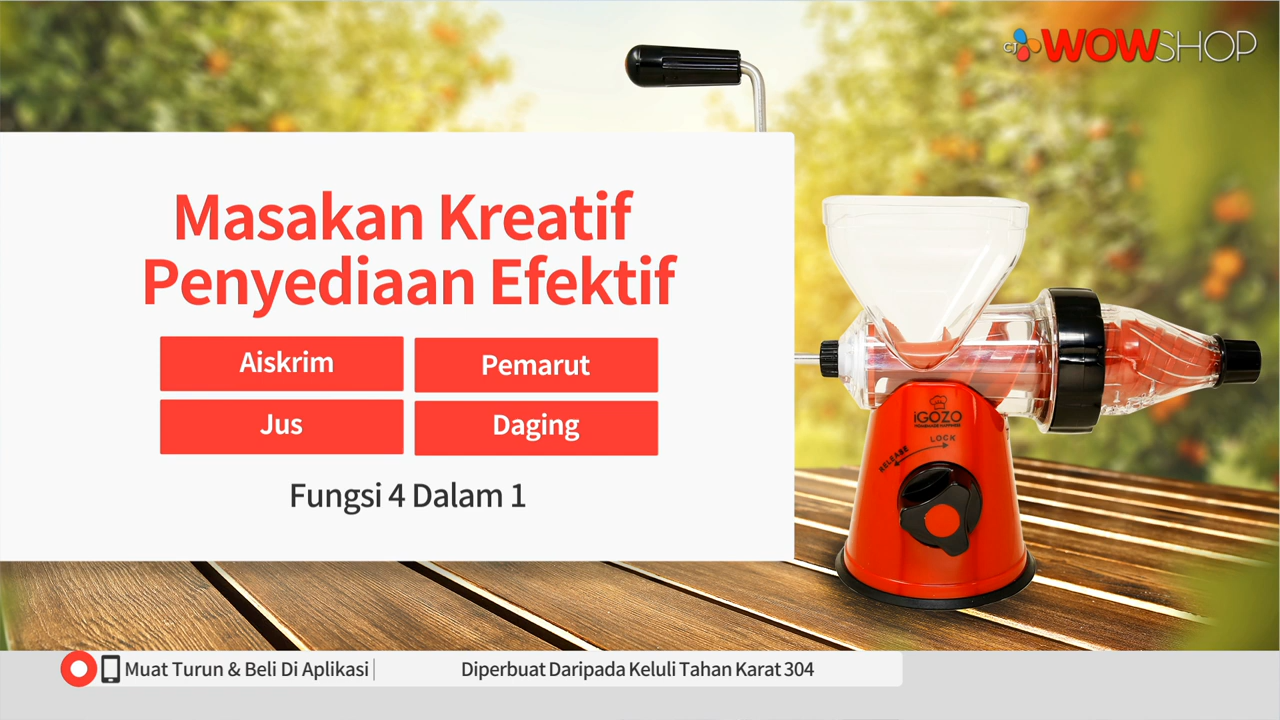 CJ WOWSHOP
Masakan Kreatif
Penyediaan Efektif
Aiskrim
Pemarut
Jus
Daging
Fungsi 4 Dalam 1
iGOZO
RELEASE
LOCK
Muat Turun & Beli Di Aplikasi
Diperbuat Daripada Keluli Tahan Karat 304